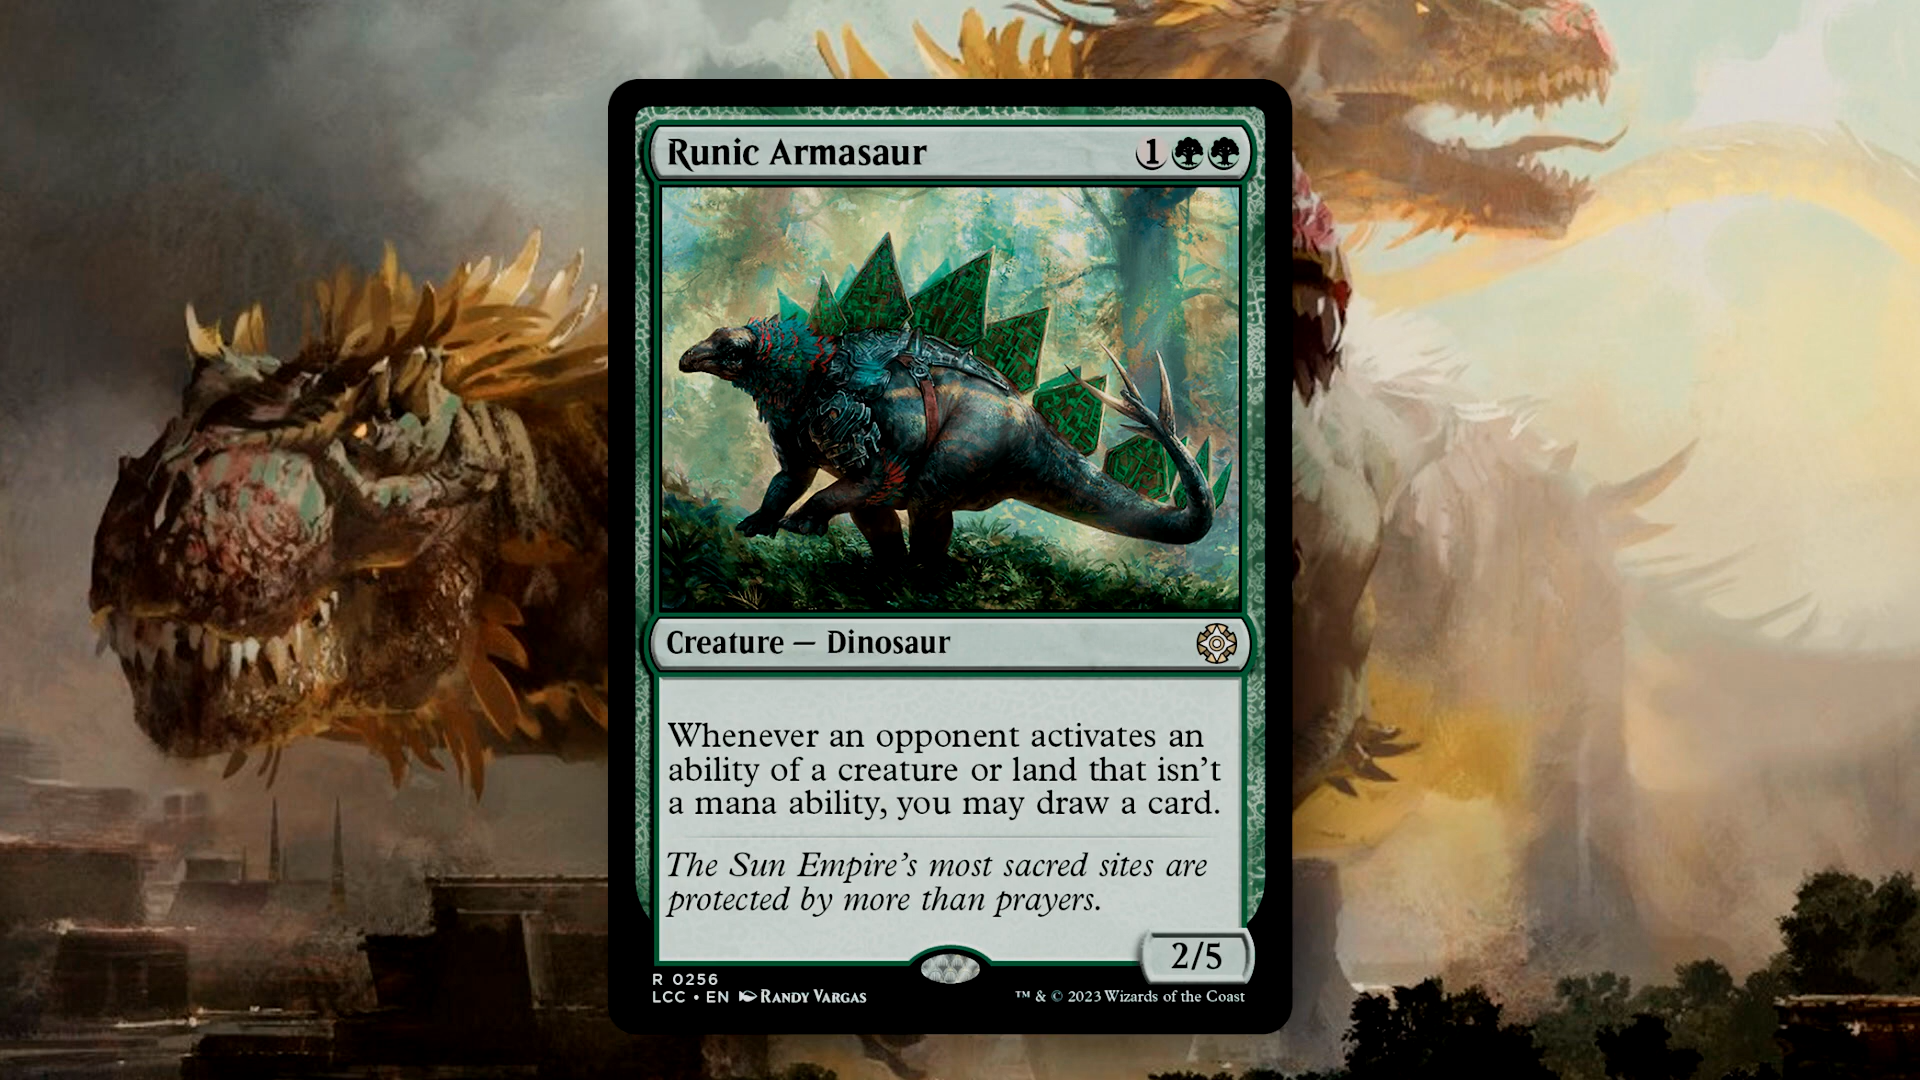 Runic Armasaur 1
Creature — Dinosaur
Whenever an opponent activates an
ability of a creature or land that isn't
a mana ability, you may draw a card.
The Sun Empire's most sacred sites are
protected by more than prayers.
2/5
R 0256
LCC • EN Randy Vargas
™ & © 2023 Wizards of the Coast